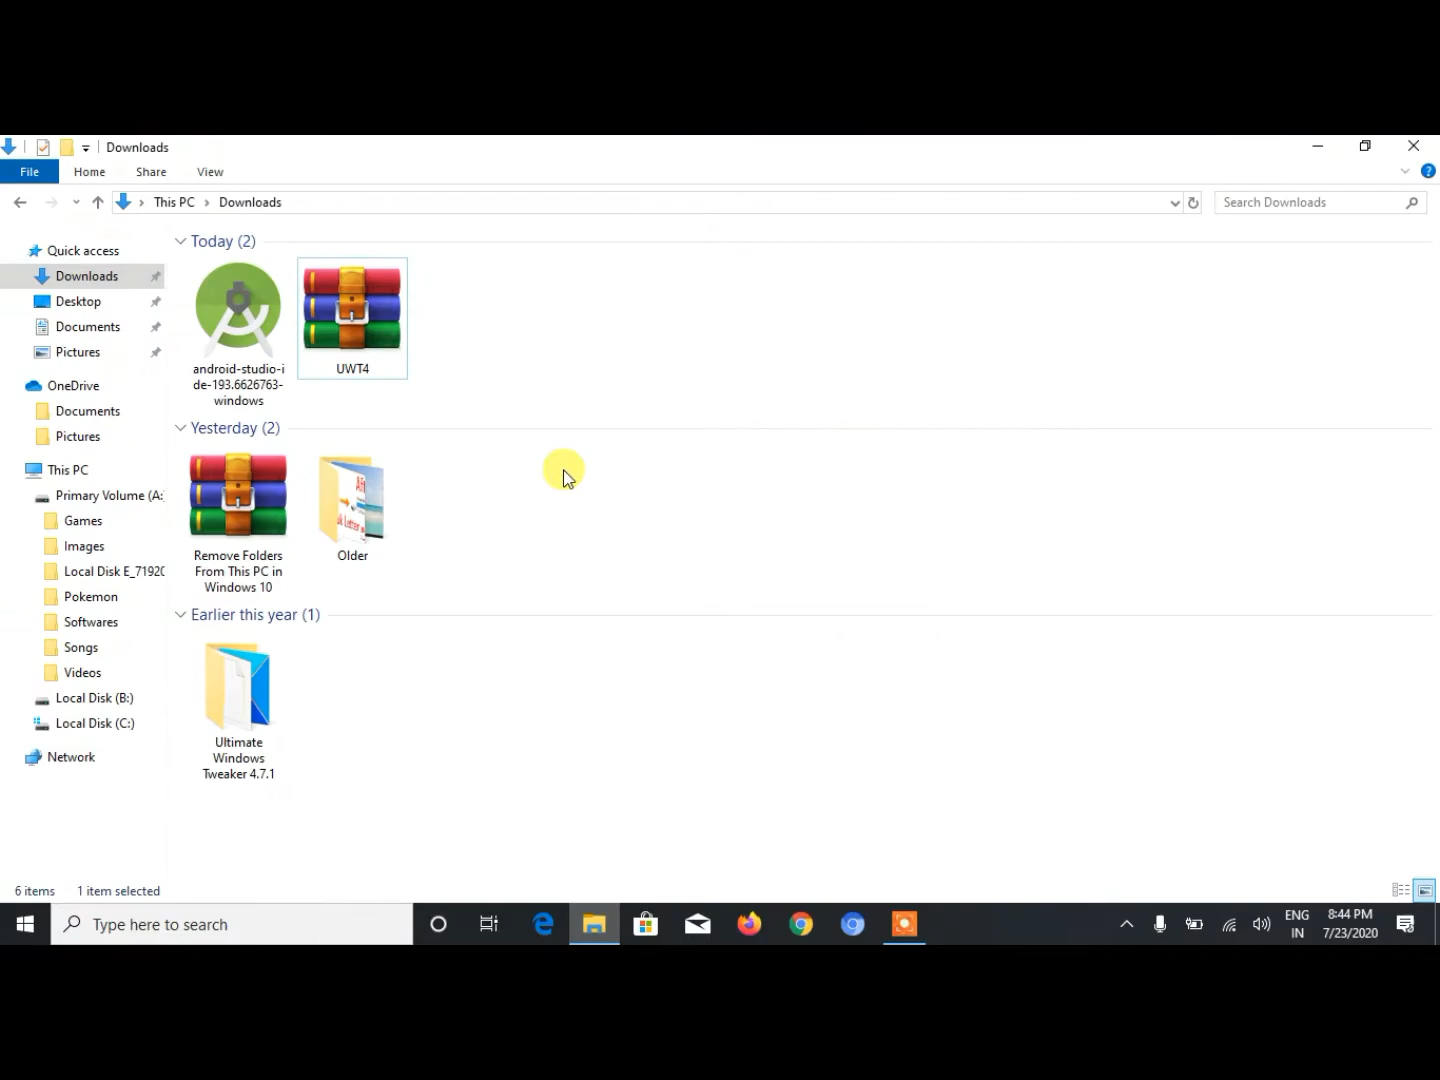 Downloads
File Home Share View
This PC Downloads
Search Downloads
Quick access
Downloads
Desktop
Documents
Pictures
OneDrive
Documents
Pictures
This PC
Primary Volume (A:
Games
Images
Local Disk E_71920
Pokemon
Softwares
Songs
Videos
Local Disk (B:)
Local Disk (C:)
Network
Today (2)
android-studio-i
de-193.6626763-
windows
UWT4
Yesterday (2)
Remove Folders
From This PC in
Windows 10
Older
Earlier this year (1)
Ultimate
Windows
Tweaker 4.7.1
6 items 1 item selected
Type here to search
ENG
IN
8:44 PM
7/23/2020